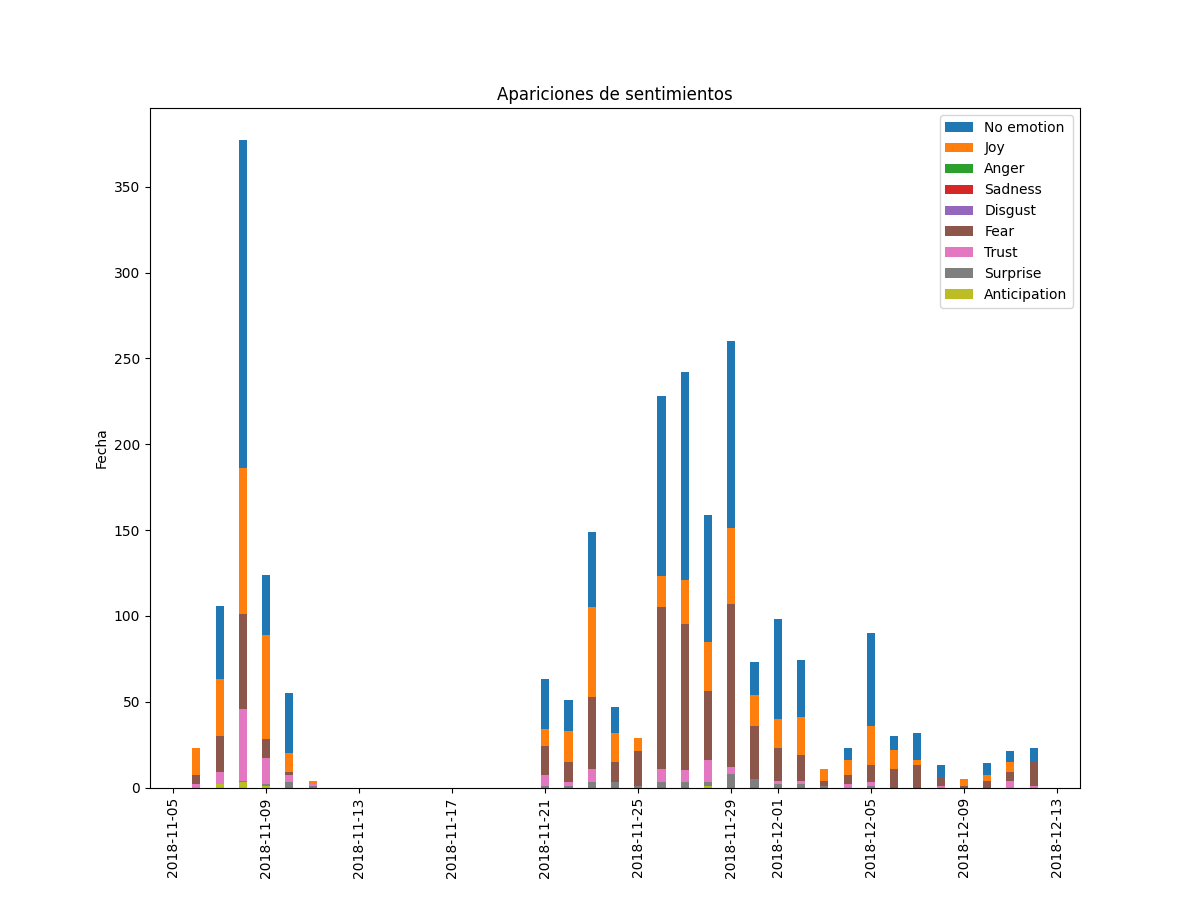 Apariciones de sentimientos
No emotion
Joy
Anger
Sadness
Disgust
Fear
Trust
Surprise
Anticipation
Fecha
350
300
250
200
150
100
50
0
2018-11-05
2018-11-09
2018-11-13
2018-11-17
2018-11-21
2018-11-25
2018-11-29
2018-12-01
2018-12-05
2018-12-09
2018-12-13